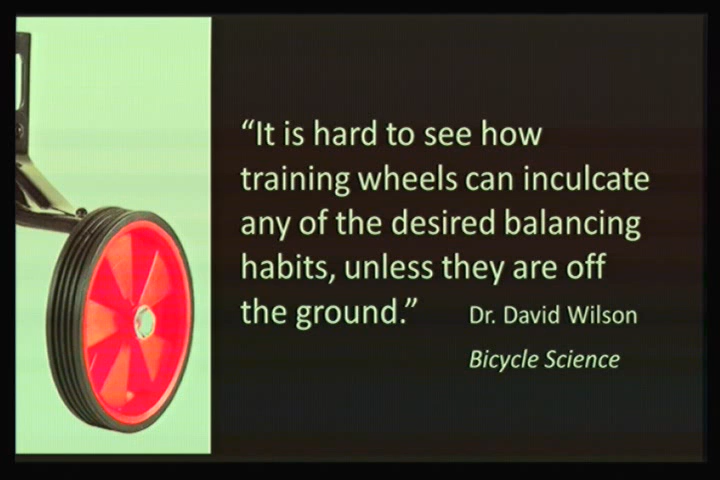 “It is hard to see how
training wheels can inculcate
any of the desired balancing
habits, unless they are off
the ground.” Dr. David Wilson
Bicycle Science